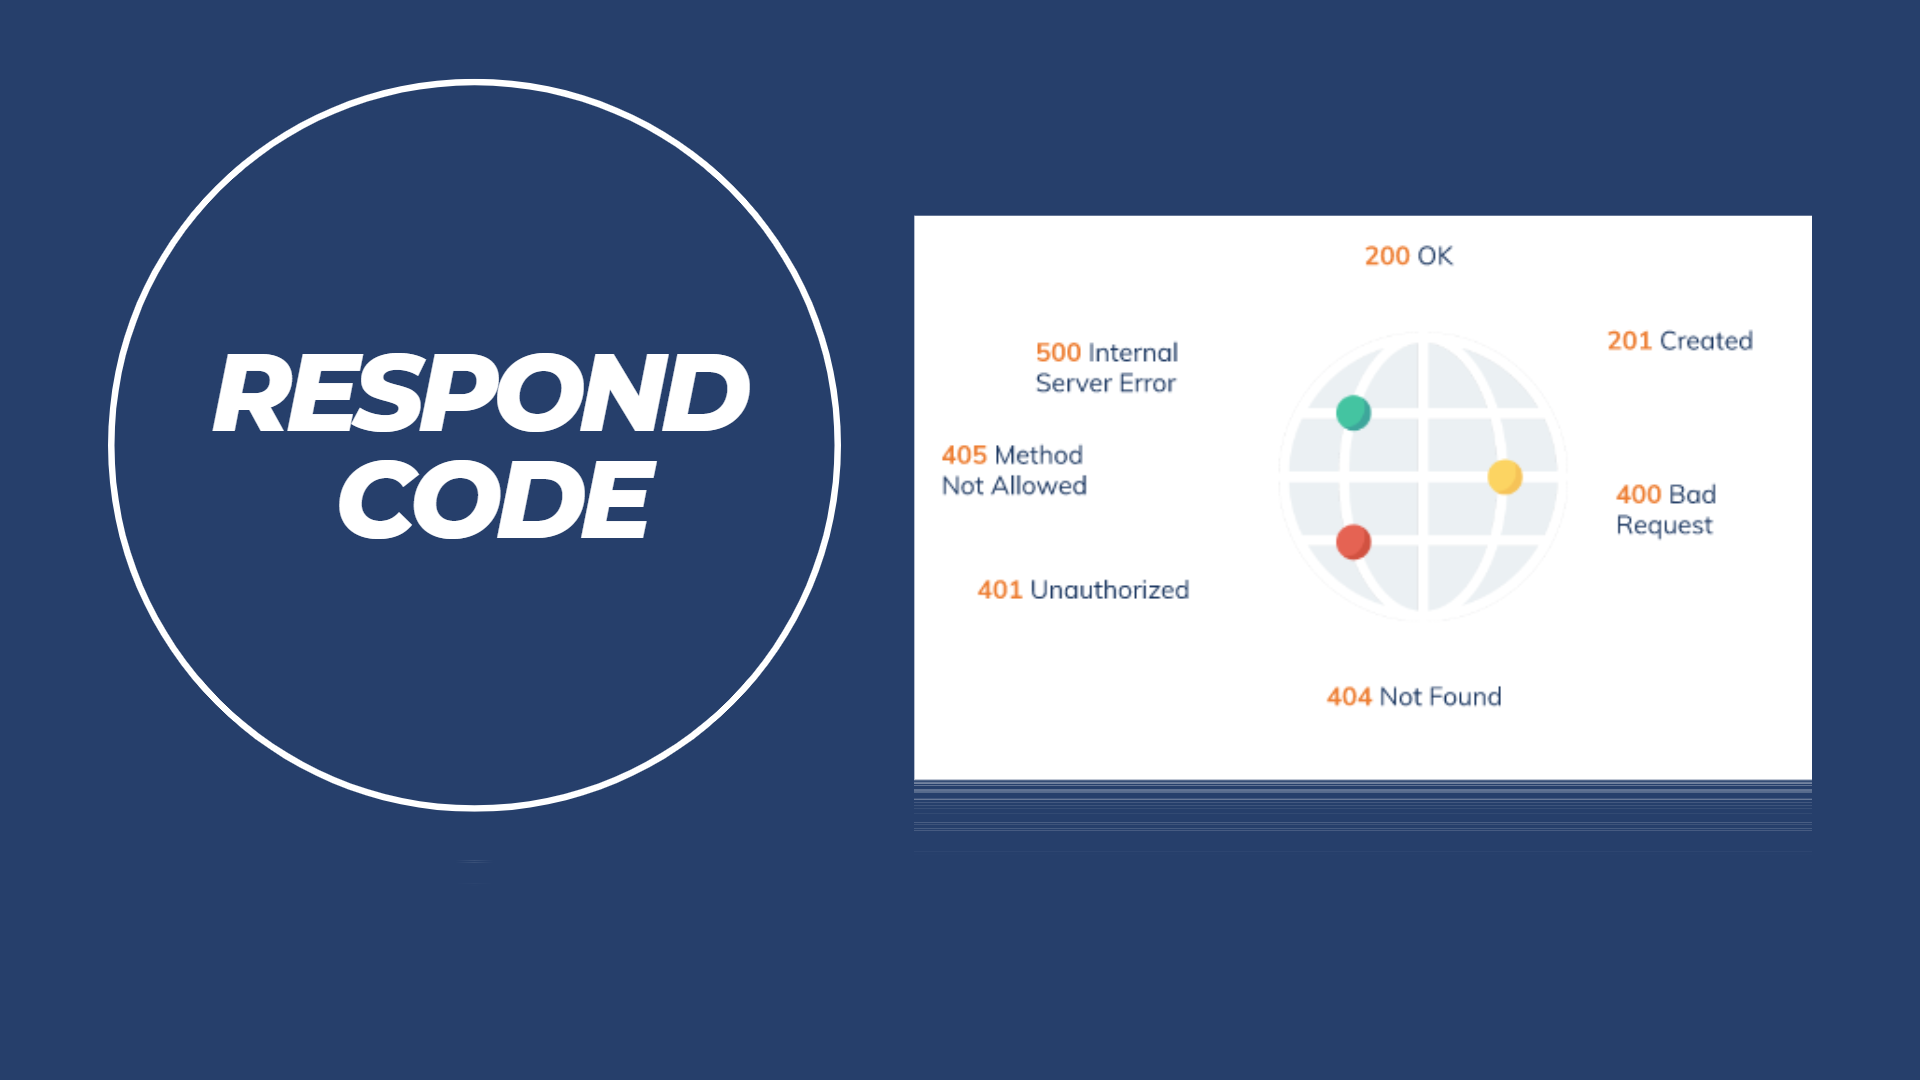 RESPOND
CODE
200 OK
201 Created
500 Internal
Server Error
405 Method
Not Allowed
400 Bad
Request
401 Unauthorized
404 Not Found